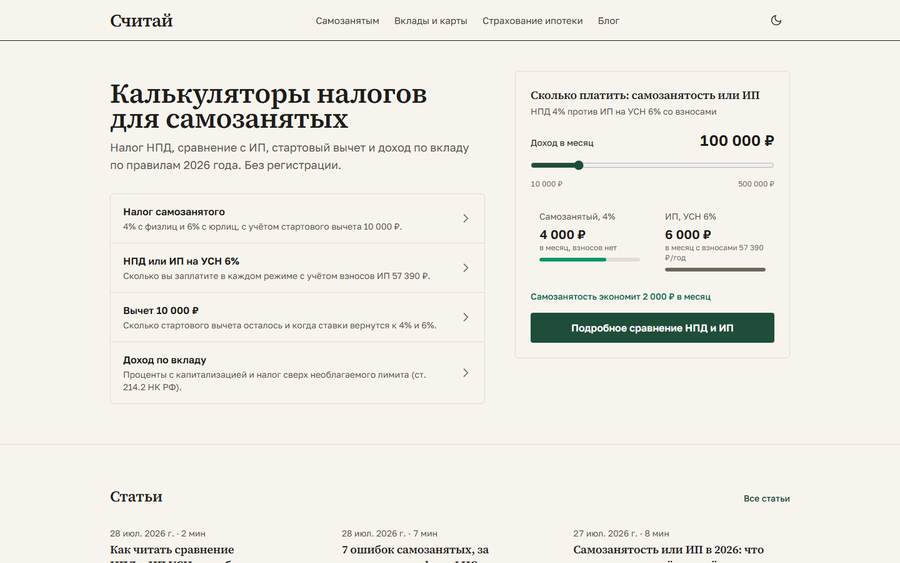 Считай
Самозанятым
Вклады и карты
Страхование ипотеки
Блог
Калькуляторы налогов
для самозанятых
Налог НПД, сравнение с ИП, стартовый вычет и доход по вкладу
по правилам 2026 года. Без регистрации.
Налог самозанятого
4% с физлиц и 6% с юрлиц, с учётом стартового вычета 10 000 ₽.
НПД или ИП на УСН 6%
Сколько вы заплатите в каждом режиме с учётом взносов ИП 57 390 ₽.
Вычет 10 000 ₽
Сколько стартового вычета осталось и когда ставки вернутся к 4% и 6%.
Доход по вкладу
Проценты с капитализацией и налог сверх необлагаемого лимита (ст.
214.2 НК РФ).
Сколько платить: самозанятость или ИП
НПД 4% против ИП на УСН 6% со взносами
Доход в месяц
100 000 ₽
10 000 ₽
500 000 ₽
Самозанятый, 4%
4 000 ₽
в месяц, взносов нет
ИП, УСН 6%
6 000 ₽
в месяц с взносами 57 390
₽/год
Самозанятость экономит 2 000 ₽ в месяц
Подробное сравнение НПД и ИП
Статьи
Все статьи
28 июл. 2026 г. · 2 мин
Как читать сравнение
28 июл. 2026 г. · 7 мин
7 ошибок самозанятых, за
27 июл. 2026 г. · 8 мин
Самозанятость или ИП в 2026: что